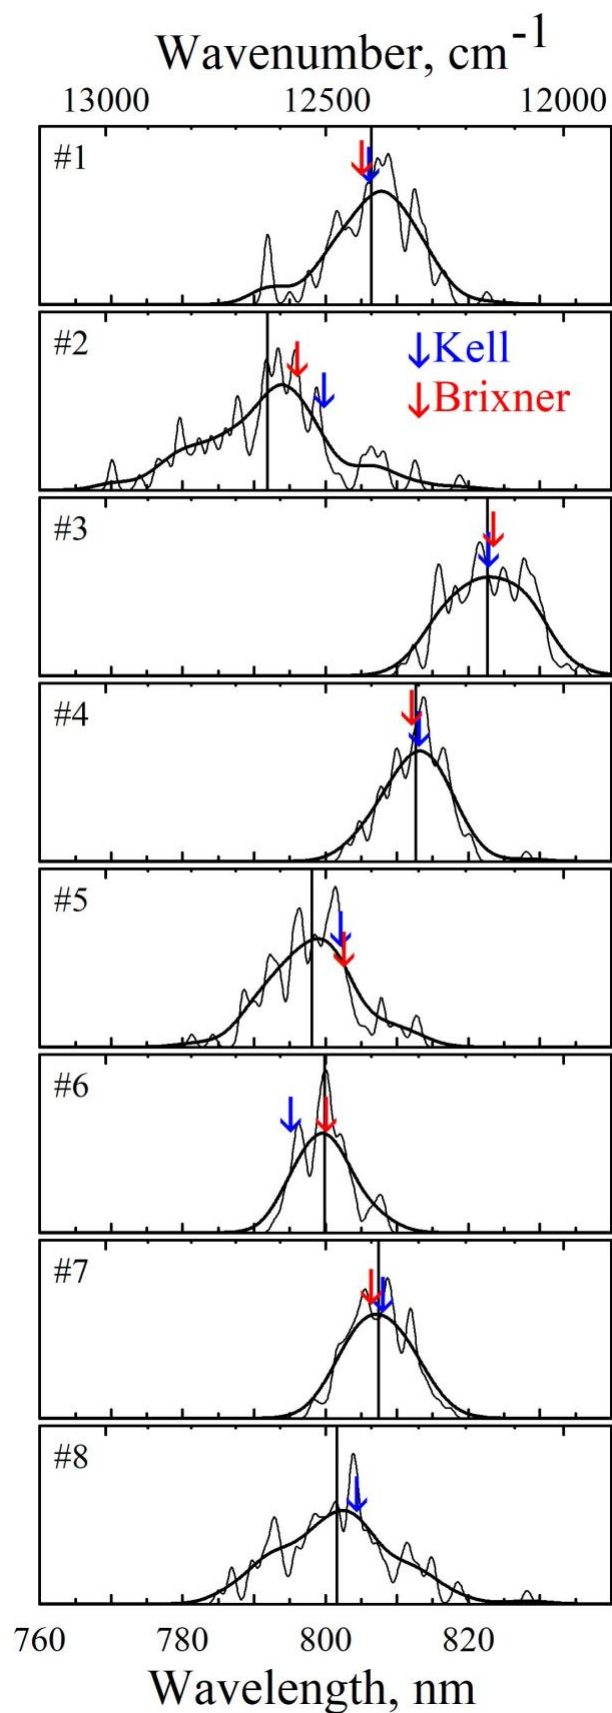 Wavenumber, cm-1
13000 12500 12000
#1
#2
↓Kell
↓Brixner
#3
#4
#5
#6
#7
#8
760 780 800 820
Wavelength, nm